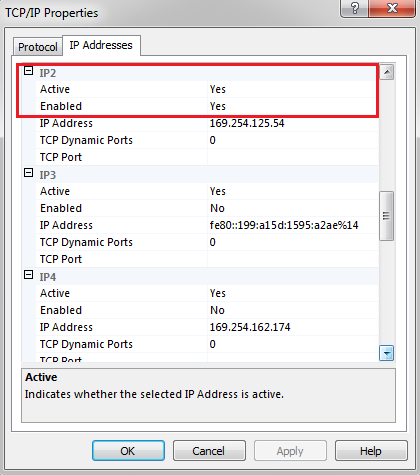 TCP/IP Properties
Protocol IP Addresses
IP2
Active Yes
Enabled Yes
IP Address 169.254.125.54
TCP Dynamic Ports 0
TCP Port
IP3
Active Yes
Enabled No
IP Address fe80::199:a15d:1595:a2ae%14
TCP Dynamic Ports 0
TCP Port
IP4
Active Yes
Enabled No
IP Address 169.254.162.174
TCP Dynamic Ports 0
TCP Port
Active
Indicates whether the selected IP Address is active.
OK Cancel Apply Help